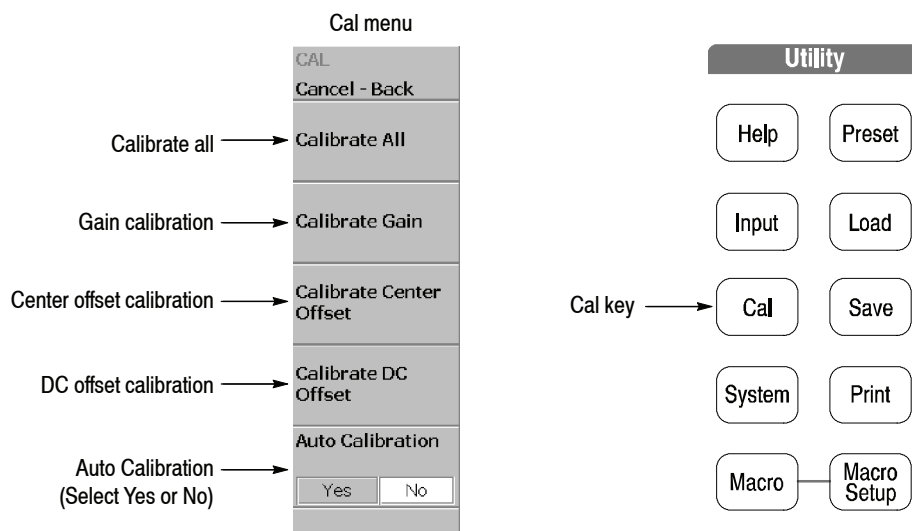 Cal menu
CAL
Cancel - Back
Calibrate all
Calibrate All
Gain calibration
Calibrate Gain
Center offset calibration
Calibrate Center
Offset
DC offset calibration
Calibrate DC
Offset
Auto Calibration
(Select Yes or No)
Auto Calibration
Yes No
Utility
Help Preset
Input Load
Cal key
Cal Save
System Print
Macro Macro
Setup